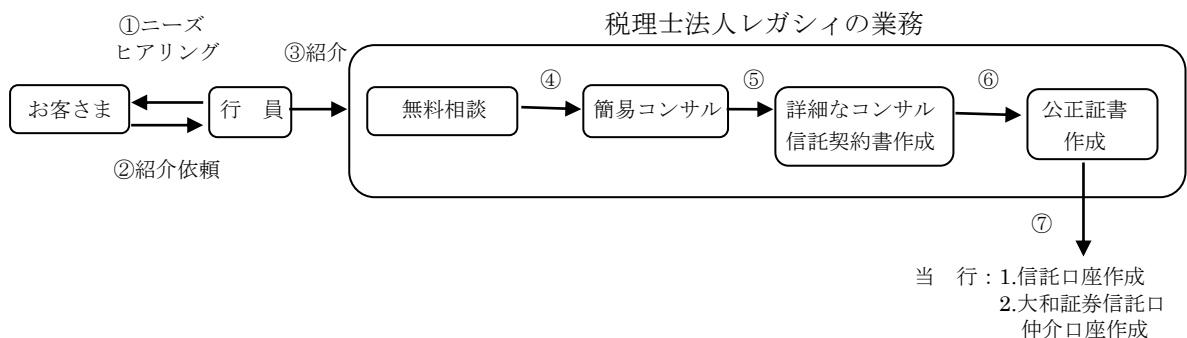 税理士法人レガシィの業務
①ニーズ
ヒアリング
③紹介
④
⑤
⑥
お客さま
行　員
無料相談
簡易コンサル
詳細なコンサル
信託契約書作成
公正証書
作成
②紹介依頼
⑦
当　行：1.信託口座作成
2.大和証券信託口
仲介口座作成